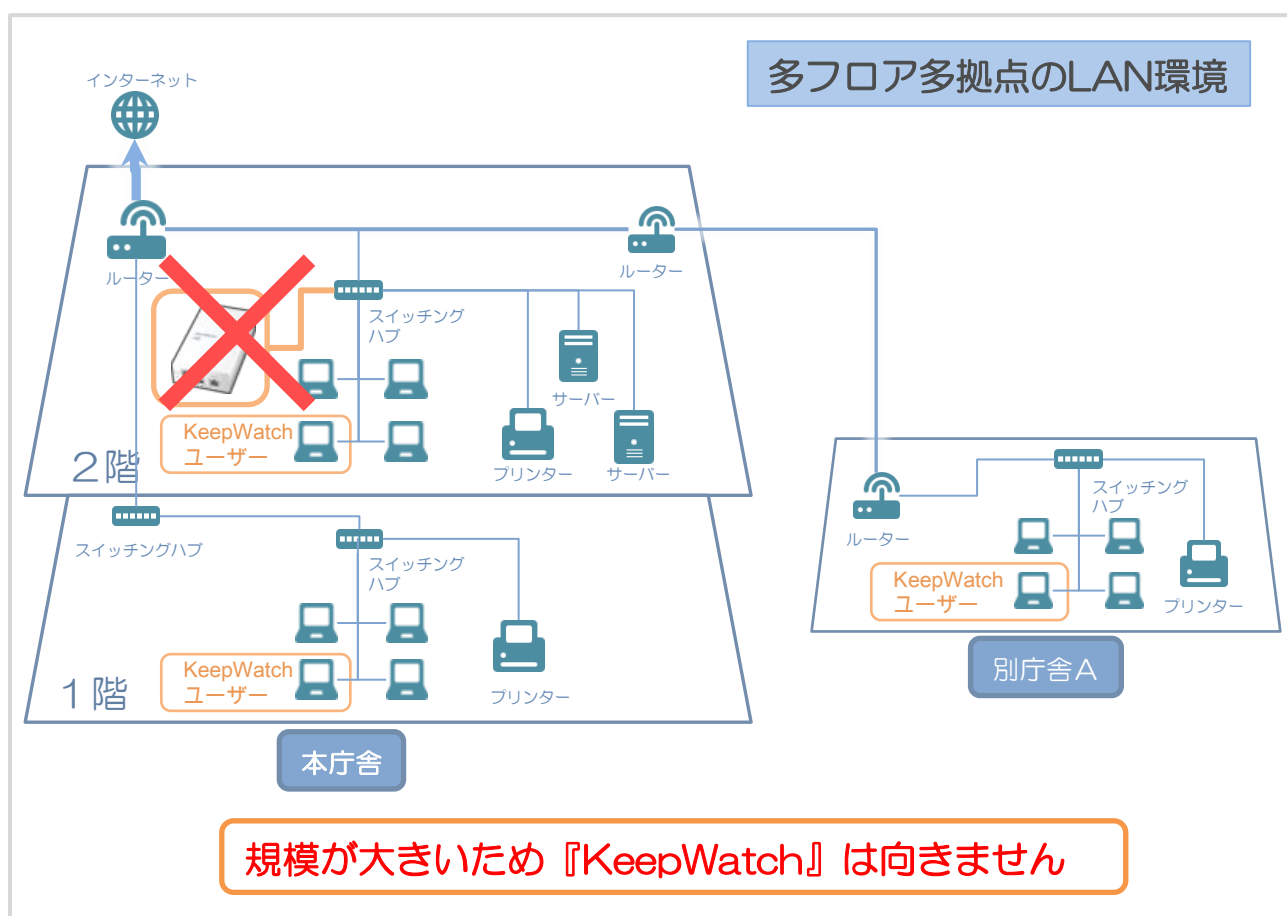 多フロア多拠点のLAN環境
インターネット
ルーター
ルーター
スイッチング
ハブ
サーバー
KeepWatch
ユーザー
プリンター
サーバー
2階
スイッチングハブ
スイッチング
ハブ
KeepWatch
ユーザー
プリンター
1階
本庁舎
ルーター
スイッチング
ハブ
KeepWatch
ユーザー
プリンター
別庁舎A
規模が大きいため『KeepWatch』は向きません